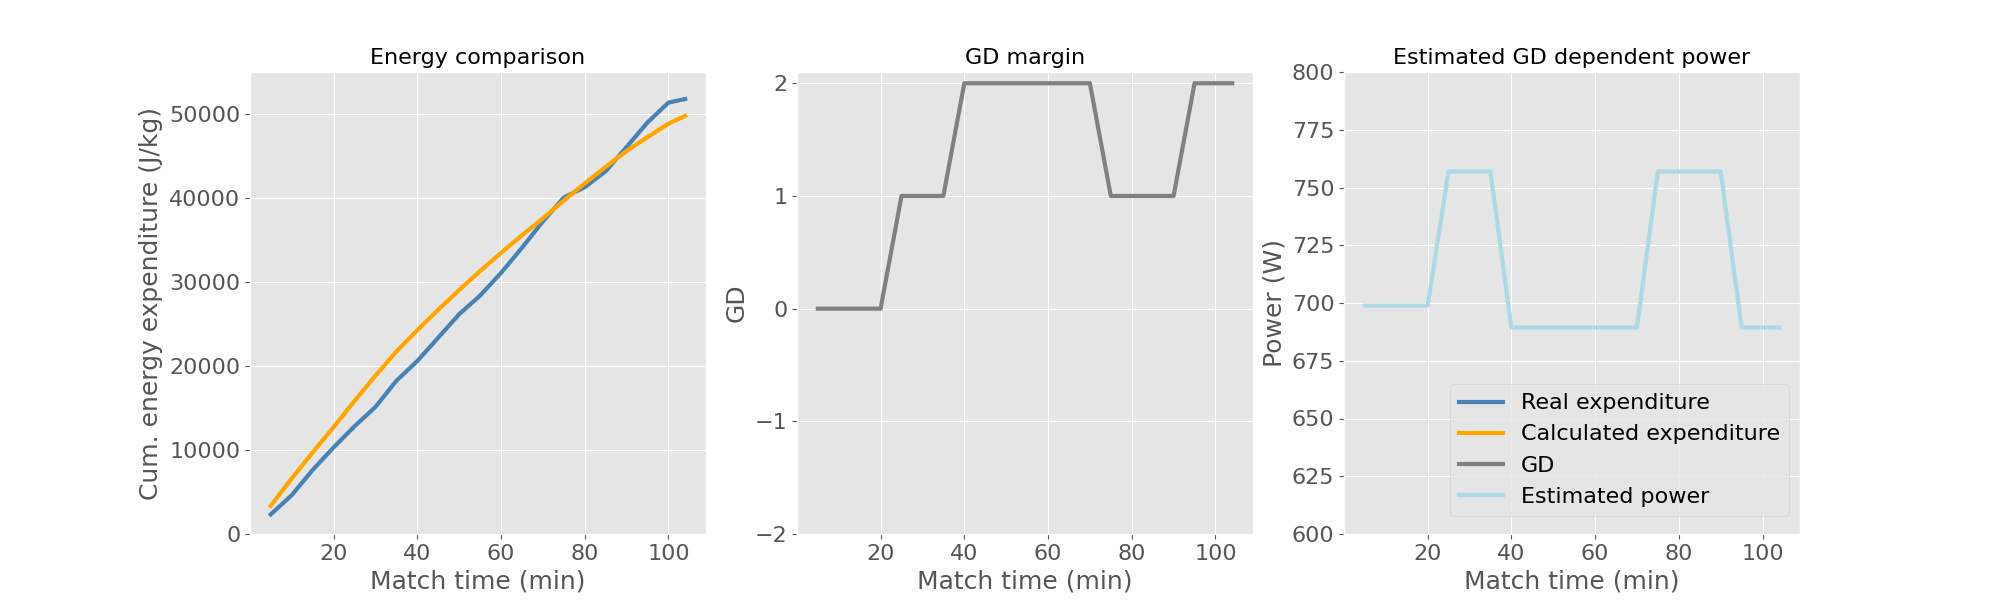 Energy comparison
Cum. energy expenditure (J/kg)
50000
40000
30000
20000
10000
0
20 40 60 80 100
Match time (min)
GD margin
GD
2
1
0
−1
−2
20 40 60 80 100
Match time (min)
Estimated GD dependent power
Power (W)
800
775
750
725
700
675
650
625
600
20 40 60 80 100
Match time (min)
Real expenditure
Calculated expenditure
GD
Estimated power